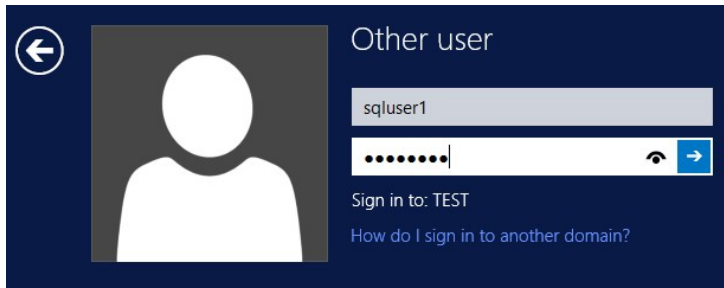 Other user
sqluser1
••••••••
Sign in to: TEST
How do I sign in to another domain?